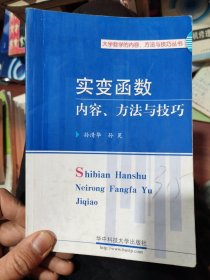 大学数学的内容、方法与技巧丛书
实变函数
内容、方法与技巧
孙清华 孙昊
Shibian Hanshu
Neirong Fangfa Yu
Jiqiao
华中科技大学出版社